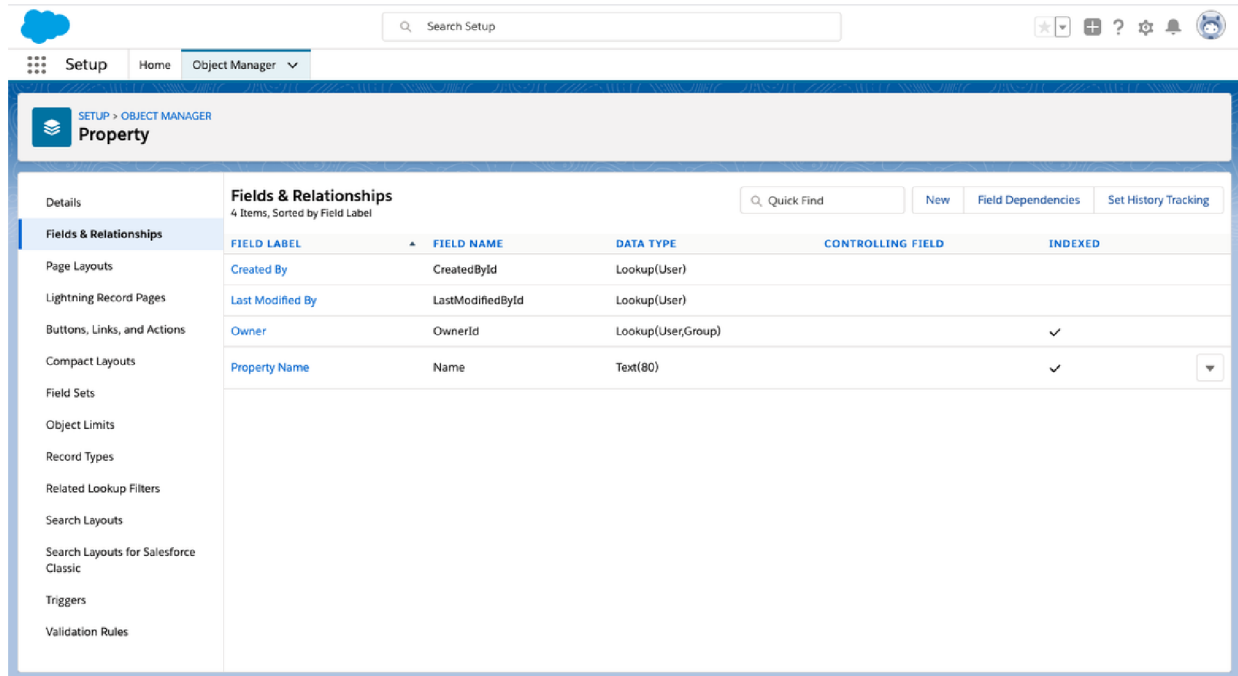 Search Setup
Setup Home Object Manager
SETUP > OBJECT MANAGER
Property
Details
Fields & Relationships
Page Layouts
Lightning Record Pages
Buttons, Links, and Actions
Compact Layouts
Field Sets
Object Limits
Record Types
Related Lookup Filters
Search Layouts
Search Layouts for Salesforce
Classic
Triggers
Validation Rules
Fields & Relationships
4 Items, Sorted by Field Label
Quick Find New Field Dependencies Set History Tracking
FIELD LABEL FIELD NAME DATA TYPE CONTROLLING FIELD INDEXED
Created By CreatedById Lookup(User)
Last Modified By LastModifiedById Lookup(User)
Owner OwnerId Lookup(User,Group)
Property Name Name Text(80)